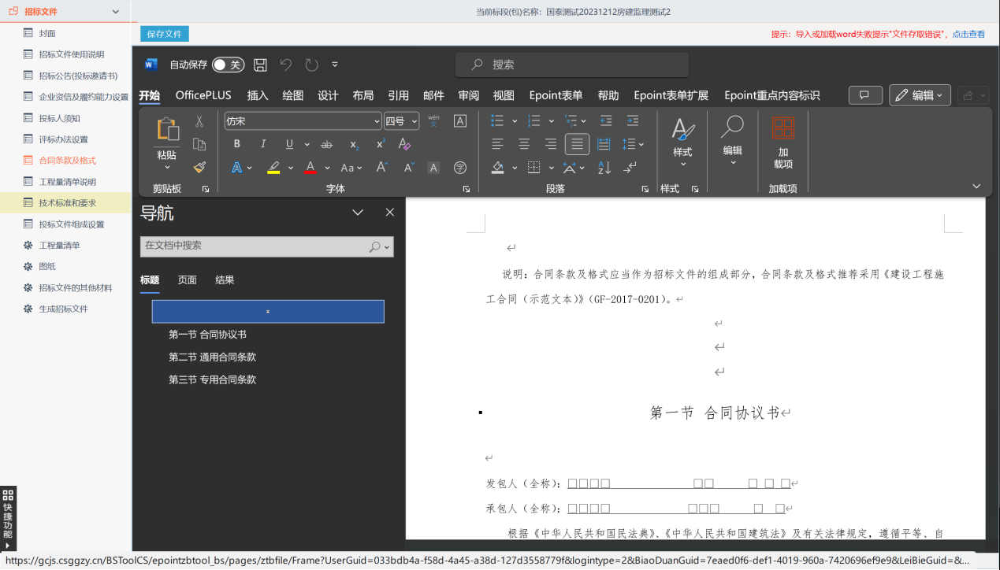 招标文件
当前标段(包)名称: 国泰测试20231212房建监理测试2
封面
招标文件使用说明
招标公告(投标邀请书)
企业资信及履约能力设置
投标人须知
评标办法设置
合同条款及格式
工程量清单说明
技术标准和要求
投标文件组成设置
工程量清单
图纸
招标文件的其他材料
生成招标文件
快捷功能
保存文件
提示: 导入或加载word失败提示"文件存取错误", 点击查看
自动保存 关
搜索
开始 OfficePLUS 插入 绘图 设计 布局 引用 邮件 审阅 视图 Epoint表单 帮助 Epoint表单扩展 Epoint重点内容标识 编辑
粘贴
剪贴板
仿宋 四号 wén 文 A
B I U ab x₂ x² A
A A Aa A A A 字
字体
段落
样式
样式
编辑
加载项
加载项
导航
在文档中搜索
标题 页面 结果
第一节 合同协议书
第二节 通用合同条款
第三节 专用合同条款
说明：合同条款及格式应当作为招标文件的组成部分，合同条款及格式推荐采用《建设工程施
工合同（示范文本）》（GF-2017-0201）。
第一节 合同协议书
发包人（全称）：□□□□ □□ □ □ □
承包人（全称）：□□□□ □□□ □ □
根据《中华人民共和国民法典》、《中华人民共和国建筑法》及有关法律规定，遵循平等、自
https://gcjs.csggzy.cn/BSToolCS/epointzbtool_bs/pages/ztbfile/Frame?UserGuid=033bdb4a-f58d-4a45-a38d-127d3558779f&logintype=2&BiaoDuanGuid=7eaed0f6-def1-4019-960a-7420696ef9e9&LeiBieGuid=&...